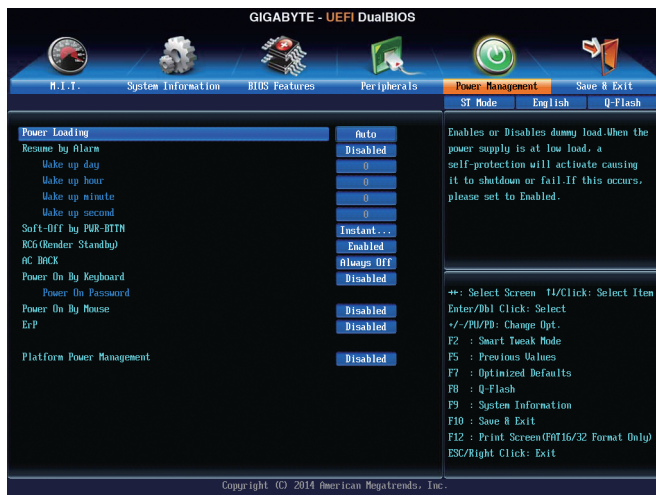 GIGABYTE - UEFI DualBIOS
M.I.T.
System Information
BIOS Features
Peripherals
Power Management
Save & Exit
ST Mode
English
Q-Flash
Power Loading Auto
Resume by Alarm Disabled
Wake up day 0
Wake up hour 0
Wake up minute 0
Wake up second 0
Soft-Off by PWR-BTTN Instant...
RC6(Render Standby) Enabled
AC BACK Always Off
Power On By Keyboard Disabled
Power On Password
Power On By Mouse Disabled
ErP Disabled
Platform Power Management Disabled
Enables or Disables dummy load.When the
power supply is at low load, a
self-protection will activate causing
it to shutdown or fail.If this occurs,
please set to Enabled.
↔: Select Screen ↑↓/Click: Select Item
Enter/Dbl Click: Select
+/-/PU/PD: Change Opt.
F2 : Smart Tweak Mode
F5 : Previous Values
F7 : Optimized Defaults
F8 : Q-Flash
F9 : System Information
F10 : Save & Exit
F12 : Print Screen(FAT16/32 Format Only)
ESC/Right Click: Exit
Copyright (C) 2014 American Megatrends, Inc.